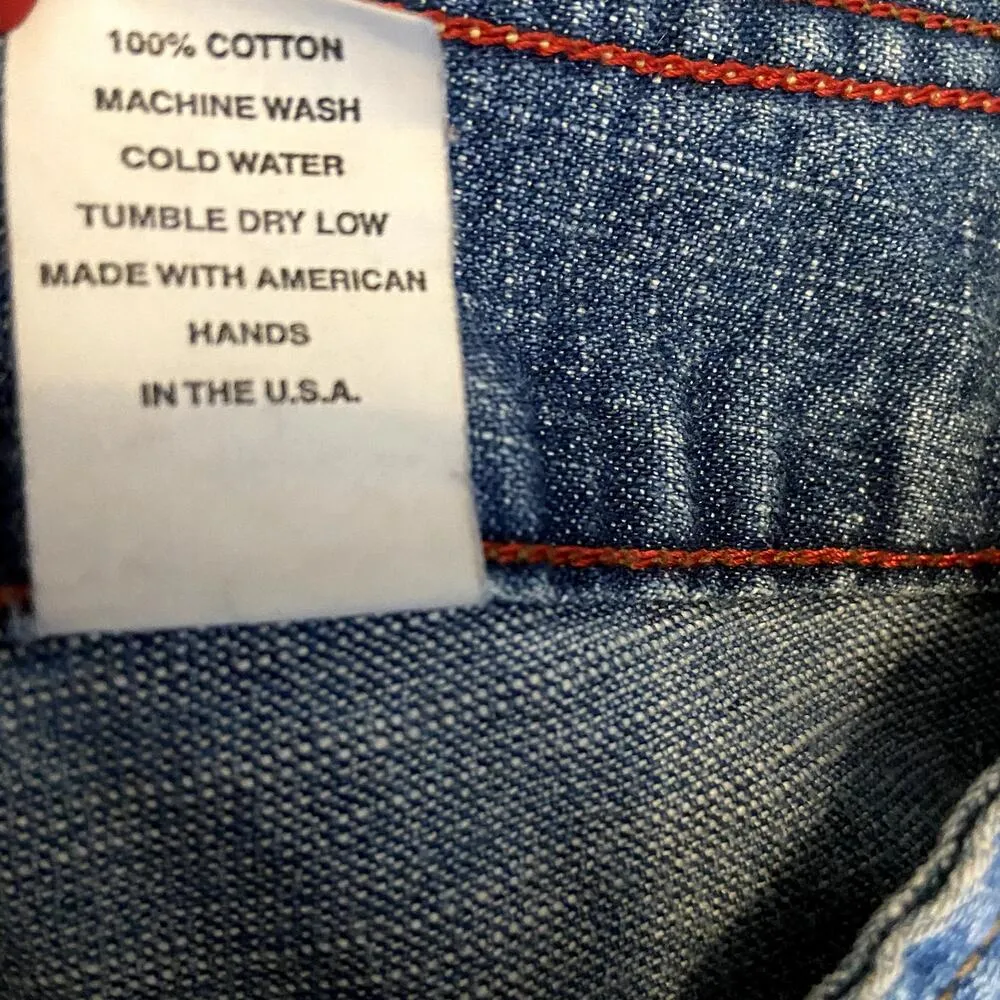 100% COTTON
MACHINE WASH
COLD WATER
TUMBLE DRY LOW
MADE WITH AMERICAN
HANDS
IN THE U.S.A.